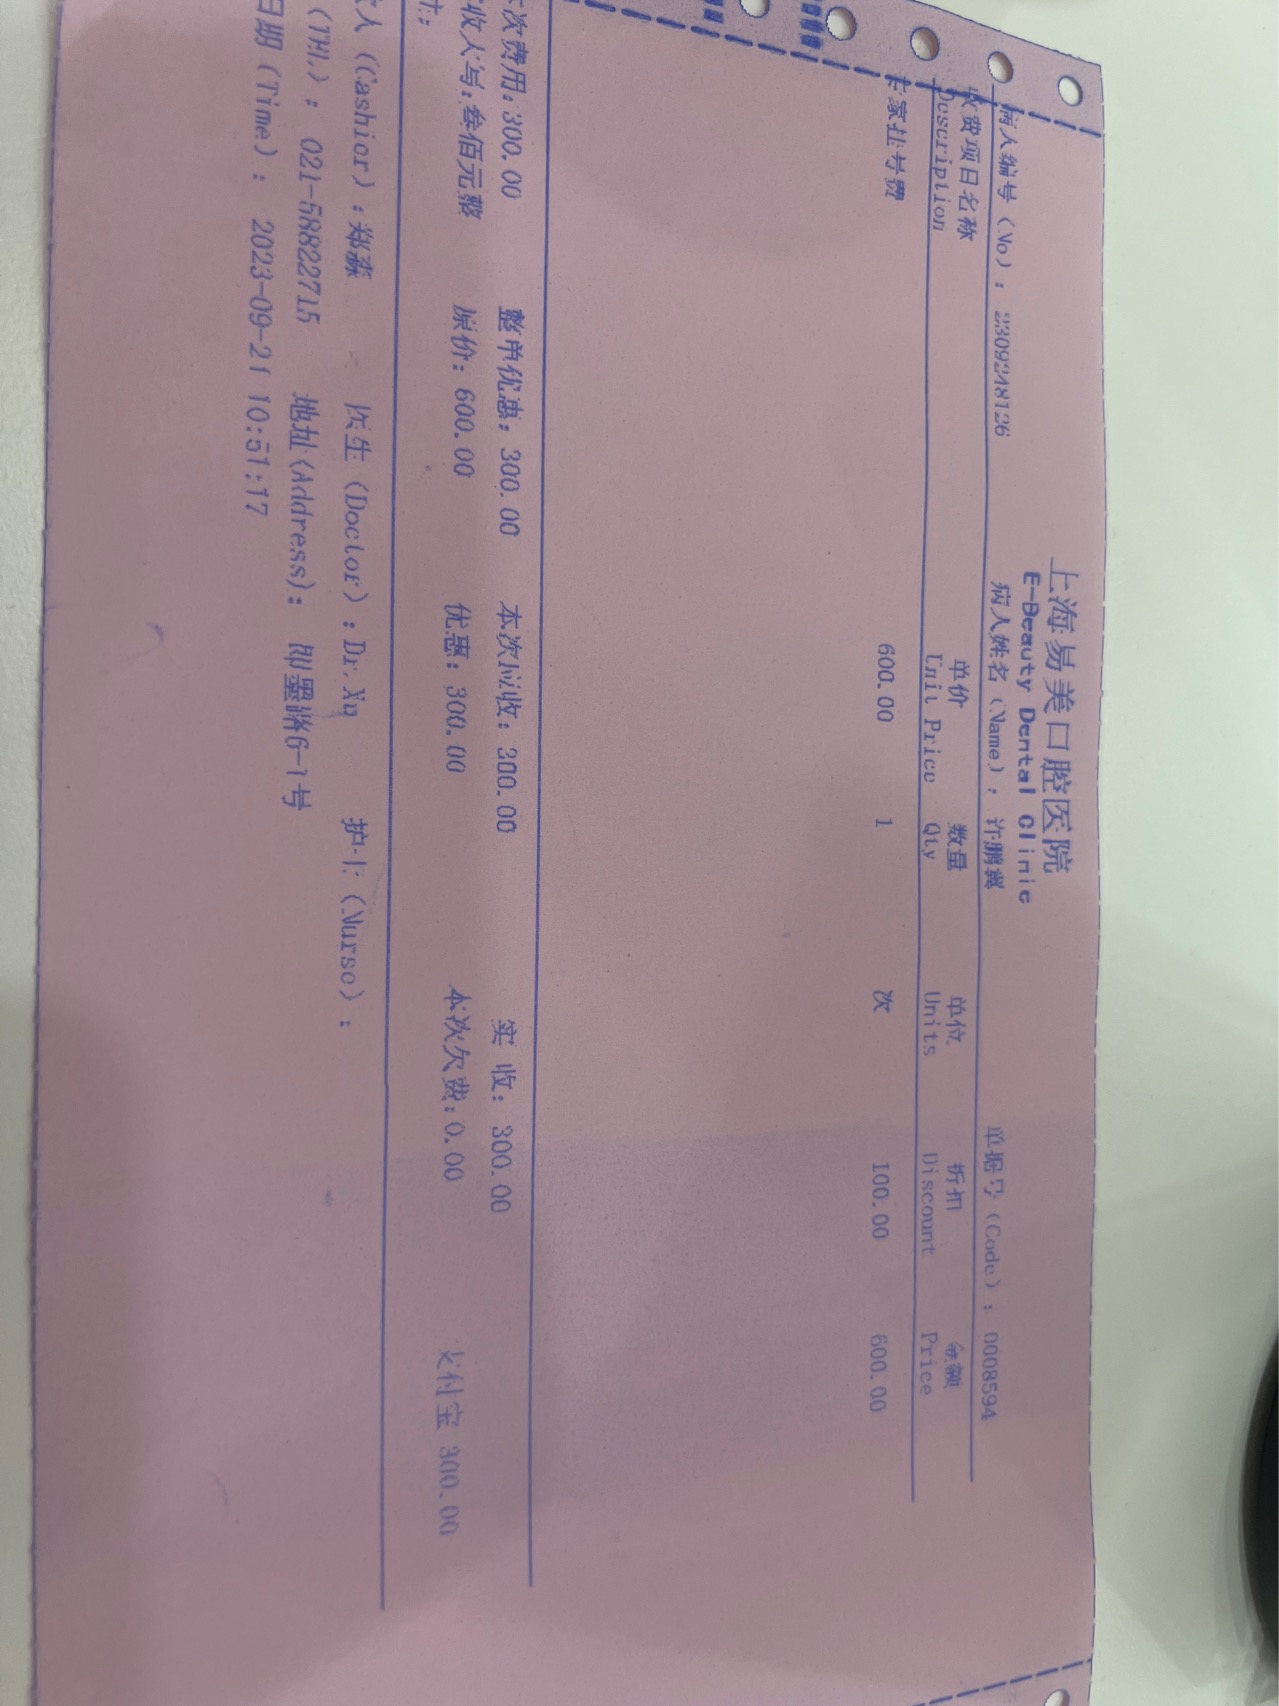 上海易美口腔医院
E-Beauty Dental Clinic
病人编号（No）： 2309248126 病人姓名（Name）：许鹏翼 单据号（Code）：0008594
收费项目名称 单价 数量 单位 折扣 金额
Description Unit Price Qty Units Discount Price
专家挂号费 600.00 1 次 100.00 600.00
次费用:300.00 整单优惠：300.00 本次应收：300.00 实 收：300.00
收大写:叁佰元整 原价：600.00 优惠：300.00 本次欠费:0.00 支付宝 300.00
注：
人（Cashier）:郑淼 医生（Doctor）:Dr.Xu 护士（Nurse）：
（TEL）：021-58822715 地址(Address)： 即墨路6-1号
日期（Time）： 2023-09-21 10:51:17